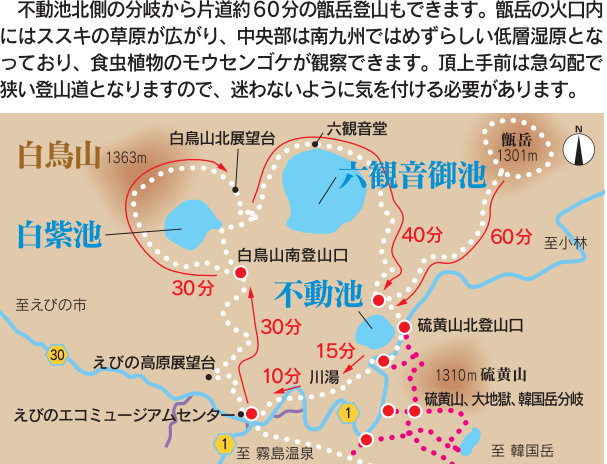 不動池北側の分岐から片道約60分の甑岳登山もできます。甑岳の火口内
にはススキの草原が広がり、中央部は南九州ではめずらしい低層湿原とな
っており、食虫植物のモウセンゴケが観察できます。頂上手前は急勾配で
狭い登山道となりますので、迷わないように気を付ける必要があります。
白鳥山 1363m
白鳥山北展望台
六観音堂
甑岳
1301m
N
六観音御池
白紫池
40分
60分
至小林
白鳥山南登山口
30分
不動池
至えびの市
30分
硫黄山北登山口
30
15分
えびの高原展望台
10分
川湯
1310m 硫黄山
硫黄山、大地獄、韓国岳分岐
えびのエコミュージアムセンター
1
1
至 霧島温泉
至 韓国岳